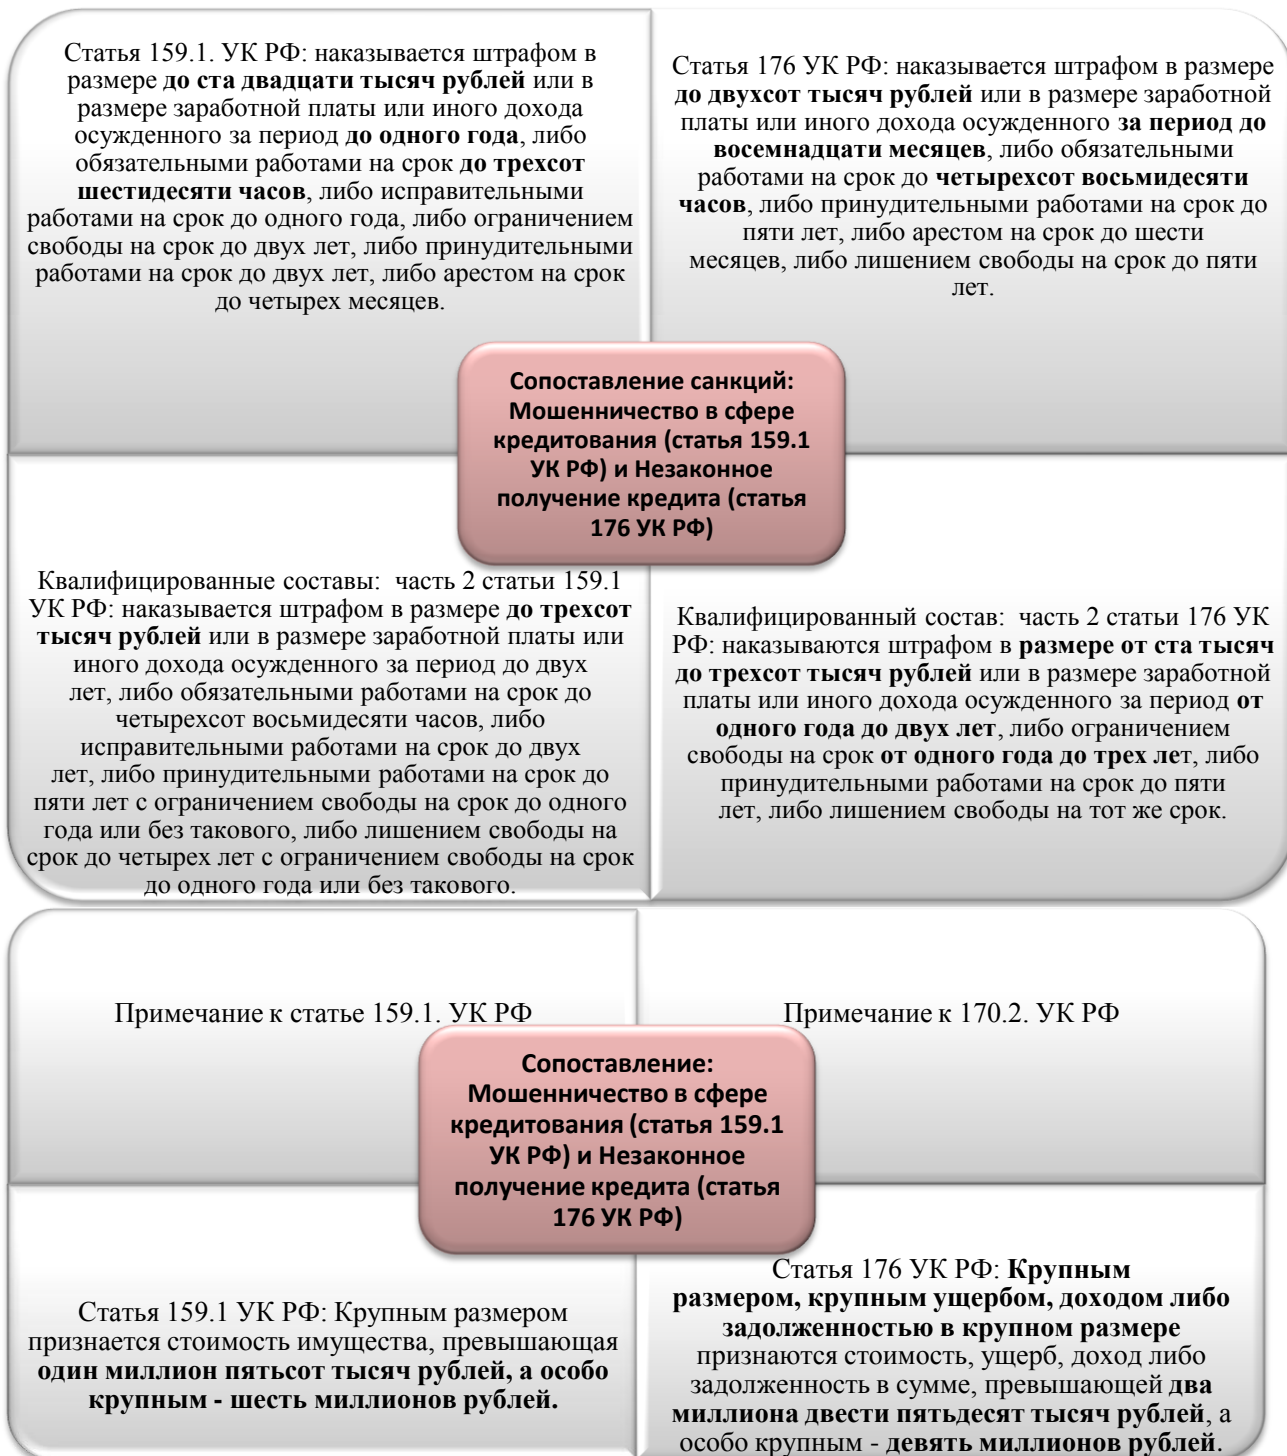 Статья 159.1. УК РФ: наказывается штрафом в
размере до ста двадцати тысяч рублей или в
размере заработной платы или иного дохода
осужденного за период до одного года, либо
обязательными работами на срок до трехсот
шестидесяти часов, либо исправительными
работами на срок до одного года, либо ограничением
свободы на срок до двух лет, либо принудительными
работами на срок до двух лет, либо арестом на срок
до четырех месяцев.
Статья 176 УК РФ: наказывается штрафом в размере
до двухсот тысяч рублей или в размере заработной
платы или иного дохода осужденного за период до
восемнадцати месяцев, либо обязательными
работами на срок до четырехсот восьмидесяти
часов, либо принудительными работами на срок до
пяти лет, либо арестом на срок до шести
месяцев, либо лишением свободы на срок до пяти
лет.
Сопоставление санкций:
Мошенничество в сфере
кредитования (статья 159.1
УК РФ) и Незаконное
получение кредита (статья
176 УК РФ)
Квалифицированные составы: часть 2 статьи 159.1
УК РФ: наказывается штрафом в размере до трехсот
тысяч рублей или в размере заработной платы или
иного дохода осужденного за период до двух
лет, либо обязательными работами на срок до
четырехсот восьмидесяти часов, либо
исправительными работами на срок до двух
лет, либо принудительными работами на срок до
пяти лет с ограничением свободы на срок до одного
года или без такового, либо лишением свободы на
срок до четырех лет с ограничением свободы на срок
до одного года или без такового.
Квалифицированный состав: часть 2 статьи 176 УК
РФ: наказываются штрафом в размере от ста тысяч
до трехсот тысяч рублей или в размере заработной
платы или иного дохода осужденного за период от
одного года до двух лет, либо ограничением
свободы на срок от одного года до трех лет, либо
принудительными работами на срок до пяти
лет, либо лишением свободы на тот же срок.
Примечание к статье 159.1. УК РФ
Примечание к 170.2. УК РФ
Сопоставление:
Мошенничество в сфере
кредитования (статья 159.1
УК РФ) и Незаконное
получение кредита (статья
176 УК РФ)
Статья 159.1 УК РФ: Крупным размером
признается стоимость имущества, превышающая
один миллион пятьсот тысяч рублей, а особо
крупным - шесть миллионов рублей.
Статья 176 УК РФ: Крупным
размером, крупным ущербом, доходом либо
задолженностью в крупном размере
признаются стоимость, ущерб, доход либо
задолженность в сумме, превышающей два
миллиона двести пятьдесят тысяч рублей, а
особо крупным - девять миллионов рублей.